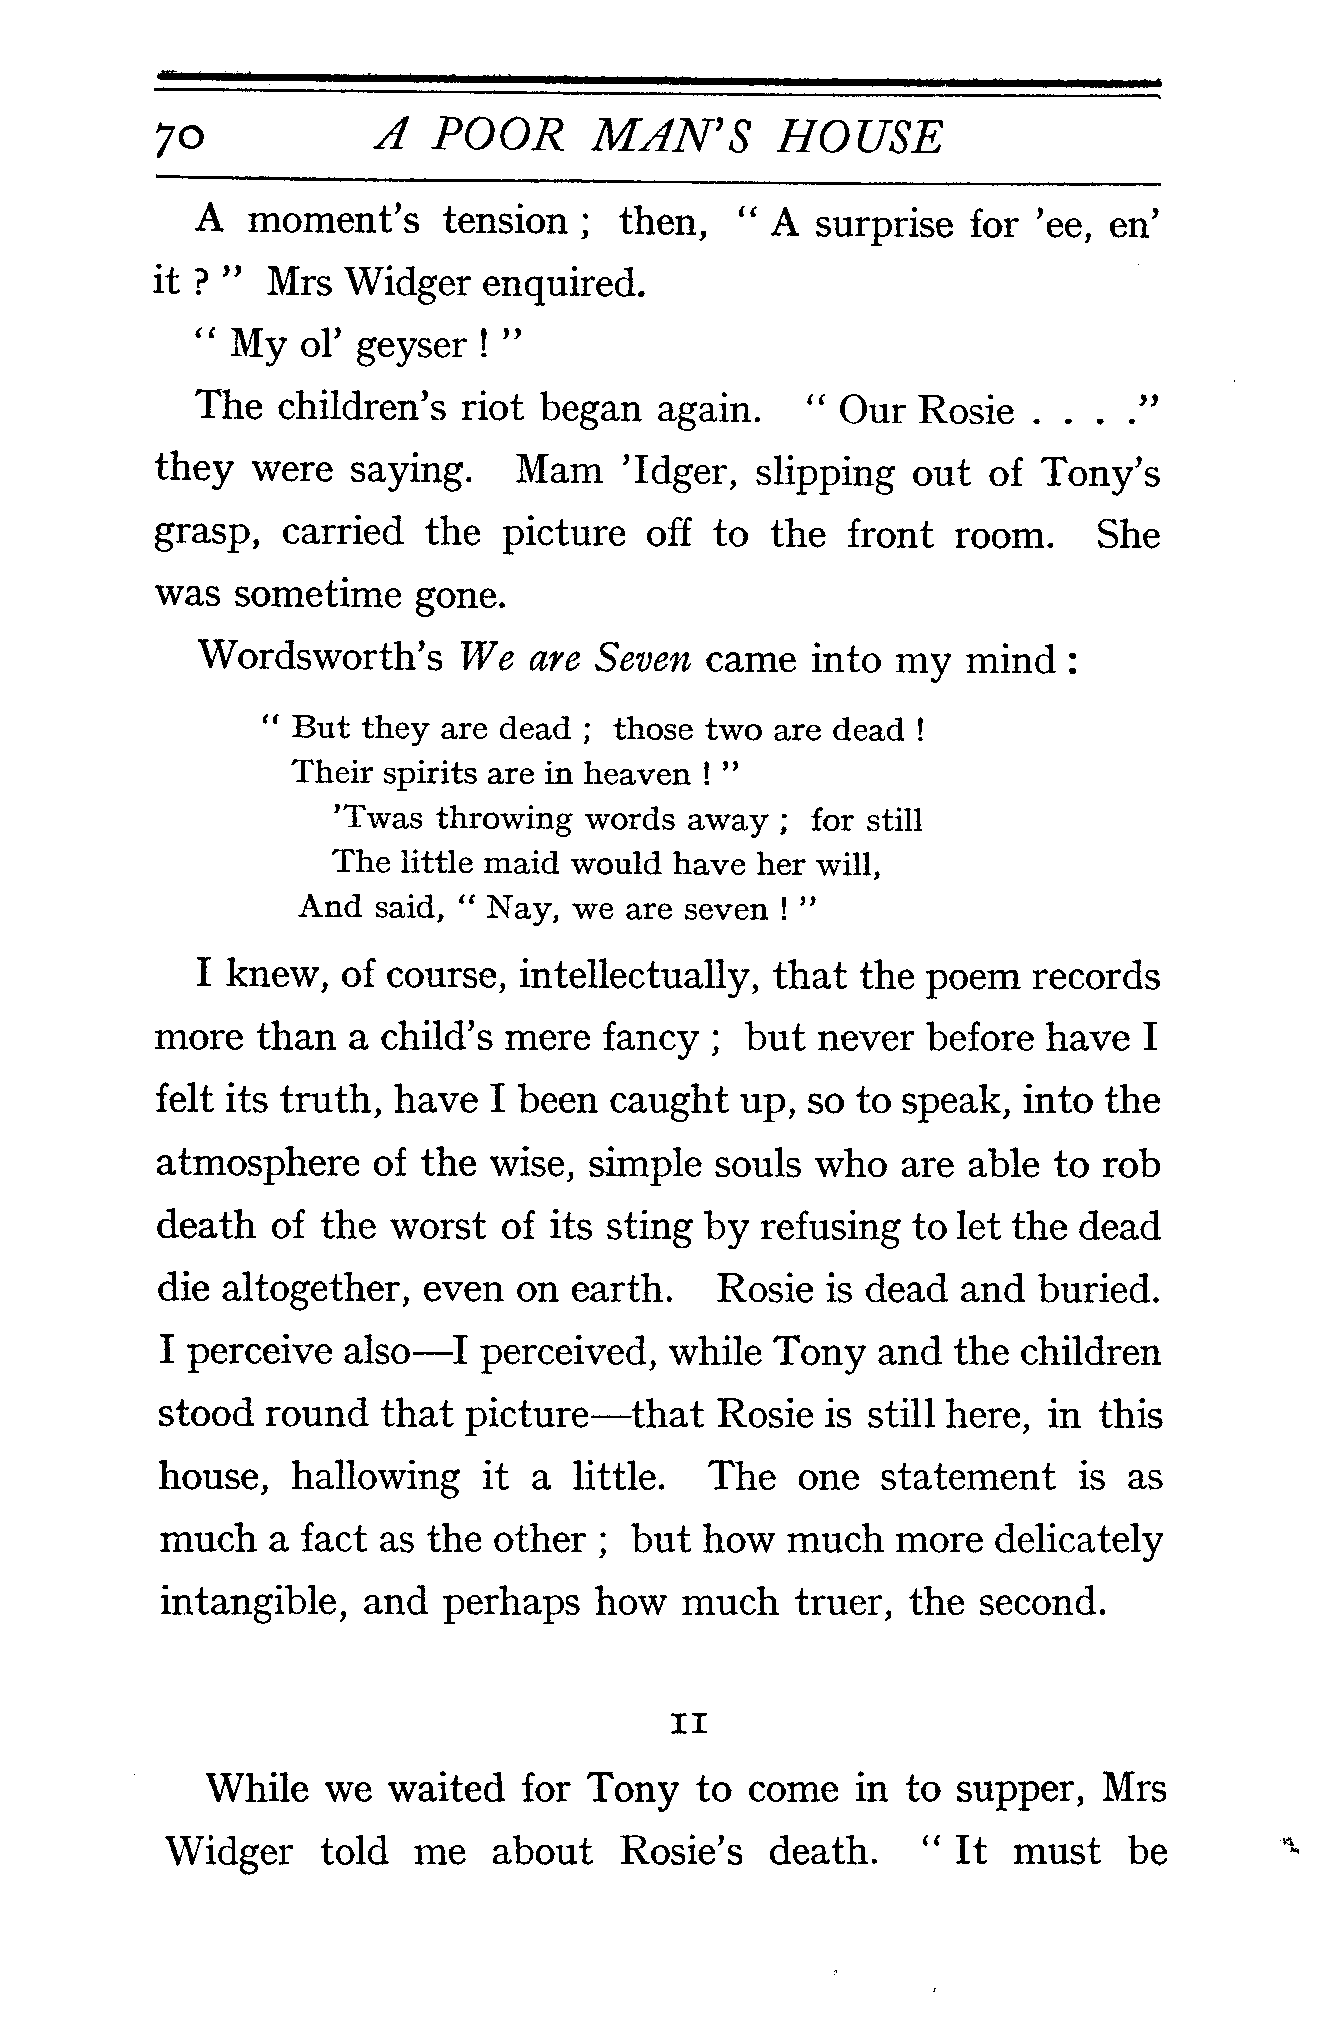 70 A POOR MAN'S HOUSE
A moment's tension ; then, " A surprise for 'ee, en'
it ? " Mrs Widger enquired.
" My ol' geyser ! "
The children's riot began again. " Our Rosie . . . ."
they were saying. Mam 'Idger, slipping out of Tony's
grasp, carried the picture off to the front room. She
was sometime gone.
Wordsworth's We are Seven came into my mind :
" But they are dead ; those two are dead !
Their spirits are in heaven ! "
'Twas throwing words away ; for still
The little maid would have her will,
And said, " Nay, we are seven ! "
I knew, of course, intellectually, that the poem records
more than a child's mere fancy ; but never before have I
felt its truth, have I been caught up, so to speak, into the
atmosphere of the wise, simple souls who are able to rob
death of the worst of its sting by refusing to let the dead
die altogether, even on earth. Rosie is dead and buried.
I perceive also—I perceived, while Tony and the children
stood round that picture—that Rosie is still here, in this
house, hallowing it a little. The one statement is as
much a fact as the other ; but how much more delicately
intangible, and perhaps how much truer, the second.
II
While we waited for Tony to come in to supper, Mrs
Widger told me about Rosie's death. " It must be